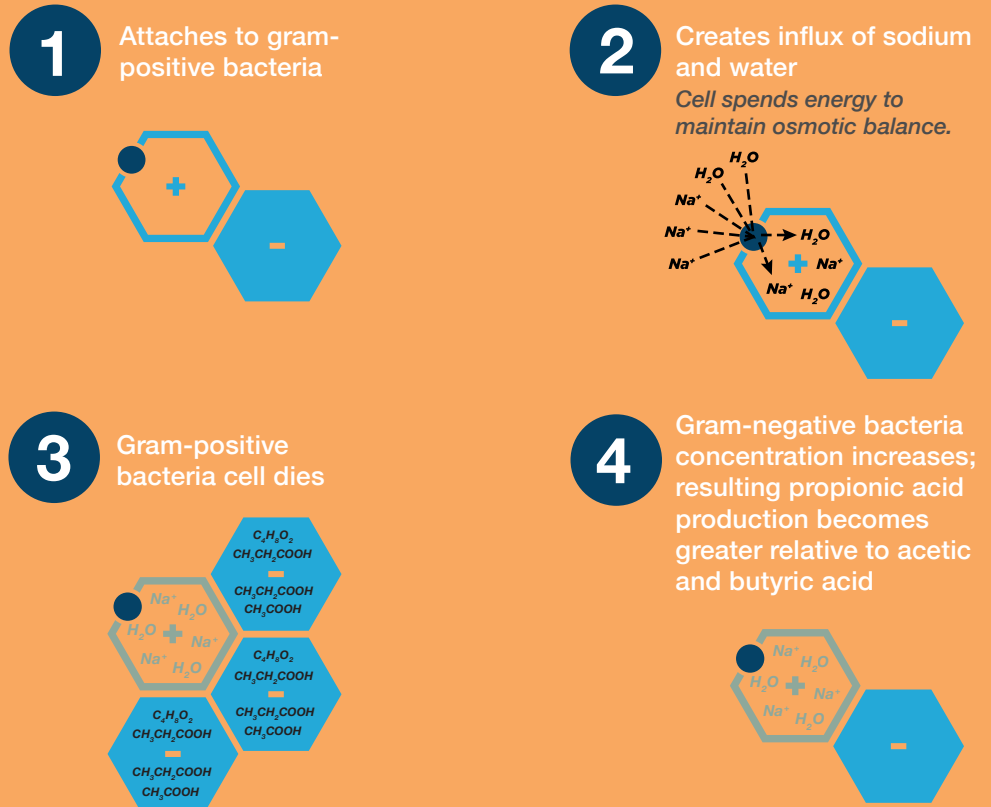 1
Attaches to gram-
positive bacteria
+
-
2
Creates influx of sodium
and water
Cell spends energy to
maintain osmotic balance.
H₂O
H₂O
Na⁺
Na⁺
Na⁺
H₂O
+ Na⁺
Na⁺ H₂O
-
3
Gram-positive
bacteria cell dies
C₄H₈O₂
CH₃CH₂COOH
-
CH₃CH₂COOH
CH₃COOH
Na⁺
H₂O
H₂O + Na⁺
Na⁺ H₂O
C₄H₈O₂
CH₃CH₂COOH
-
CH₃CH₂COOH
CH₃COOH
C₄H₈O₂
CH₃CH₂COOH
-
CH₃CH₂COOH
CH₃COOH
4
Gram-negative bacteria
concentration increases;
resulting propionic acid
production becomes
greater relative to acetic
and butyric acid
Na⁺
H₂O
H₂O + Na⁺
Na⁺ H₂O
-